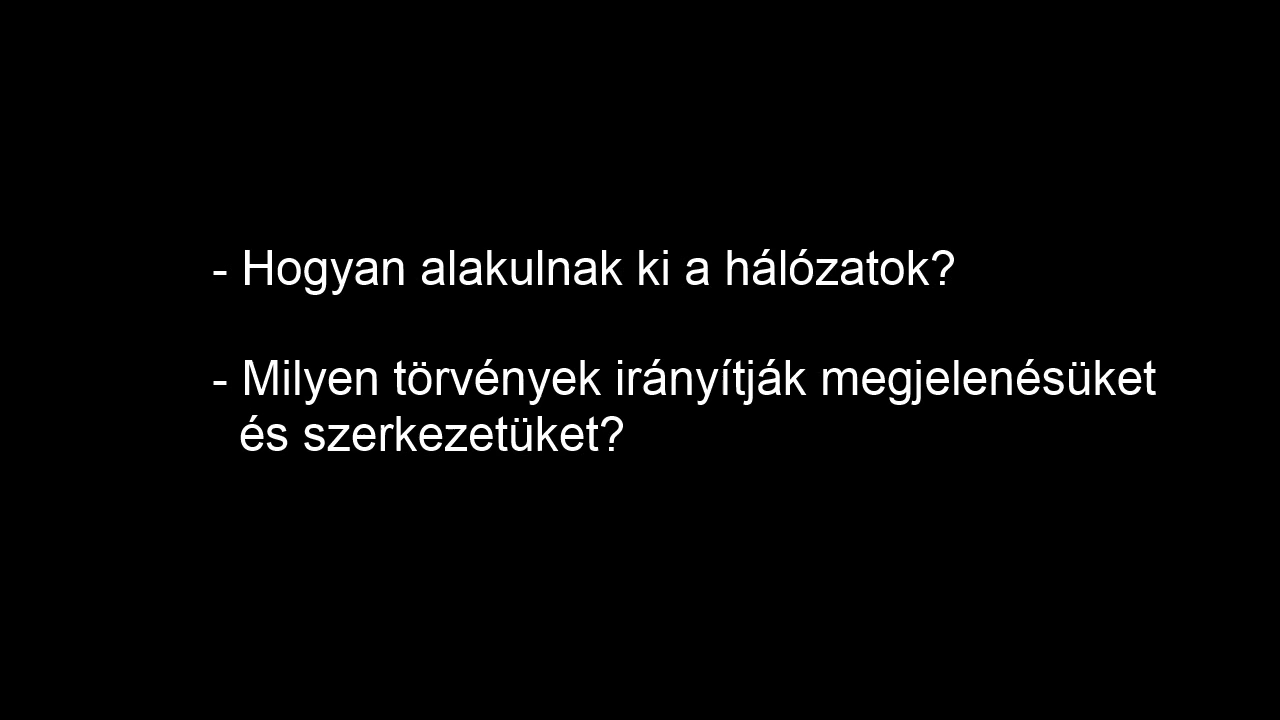 - Hogyan alakulnak ki a hálózatok?
- Milyen törvények irányítják megjelenésüket
és szerkezetüket?